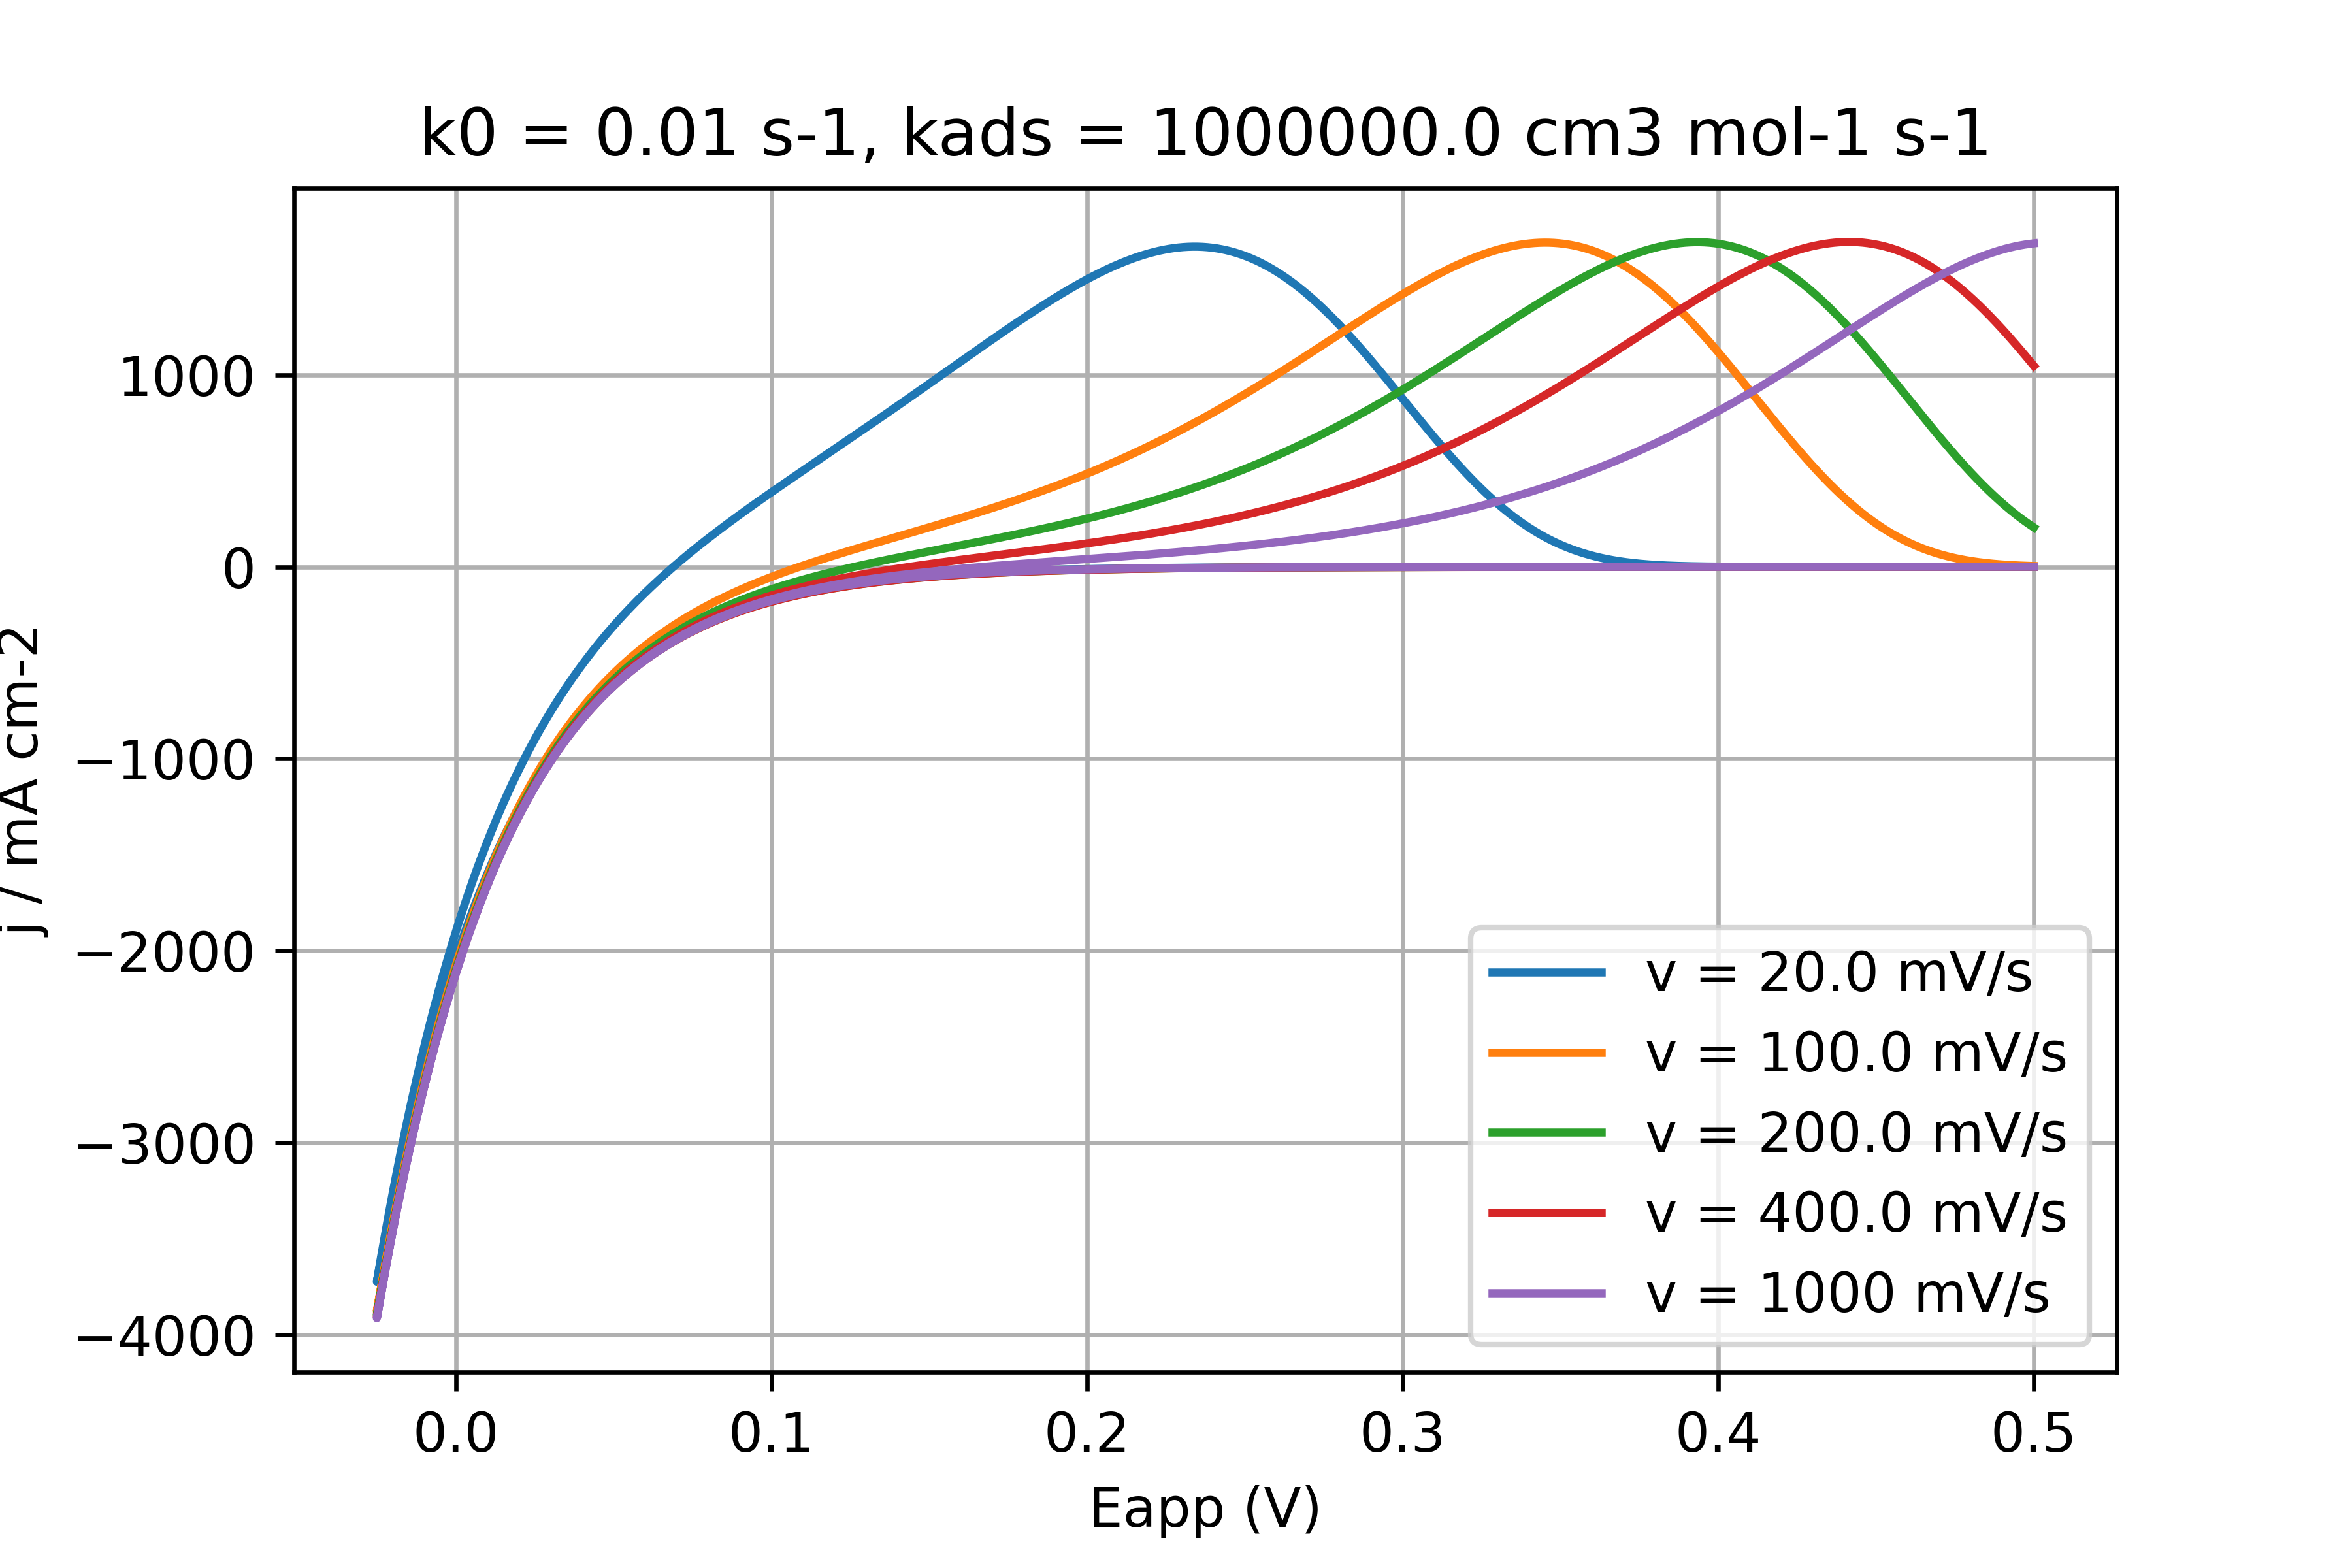 k0 = 0.01 s-1, kads = 1000000.0 cm3 mol-1 s-1
j / mA cm-2
1000
0
−1000
−2000
−3000
−4000
v = 20.0 mV/s
v = 100.0 mV/s
v = 200.0 mV/s
v = 400.0 mV/s
v = 1000 mV/s
0.0 0.1 0.2 0.3 0.4 0.5
Eapp (V)